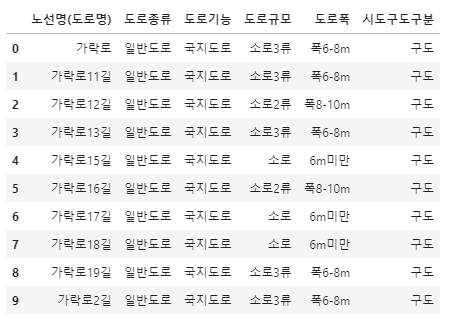 노선명(도로명) 도로종류 도로기능 도로규모 도로폭 시도구도구분
0 가락로 일반도로 국지도로 소로3류 폭6-8m 구도
1 가락로11길 일반도로 국지도로 소로3류 폭6-8m 구도
2 가락로12길 일반도로 국지도로 소로2류 폭8-10m 구도
3 가락로13길 일반도로 국지도로 소로3류 폭6-8m 구도
4 가락로15길 일반도로 국지도로 소로 6m미만 구도
5 가락로16길 일반도로 국지도로 소로2류 폭8-10m 구도
6 가락로17길 일반도로 국지도로 소로 6m미만 구도
7 가락로18길 일반도로 국지도로 소로 6m미만 구도
8 가락로19길 일반도로 국지도로 소로3류 폭6-8m 구도
9 가락로2길 일반도로 국지도로 소로3류 폭6-8m 구도